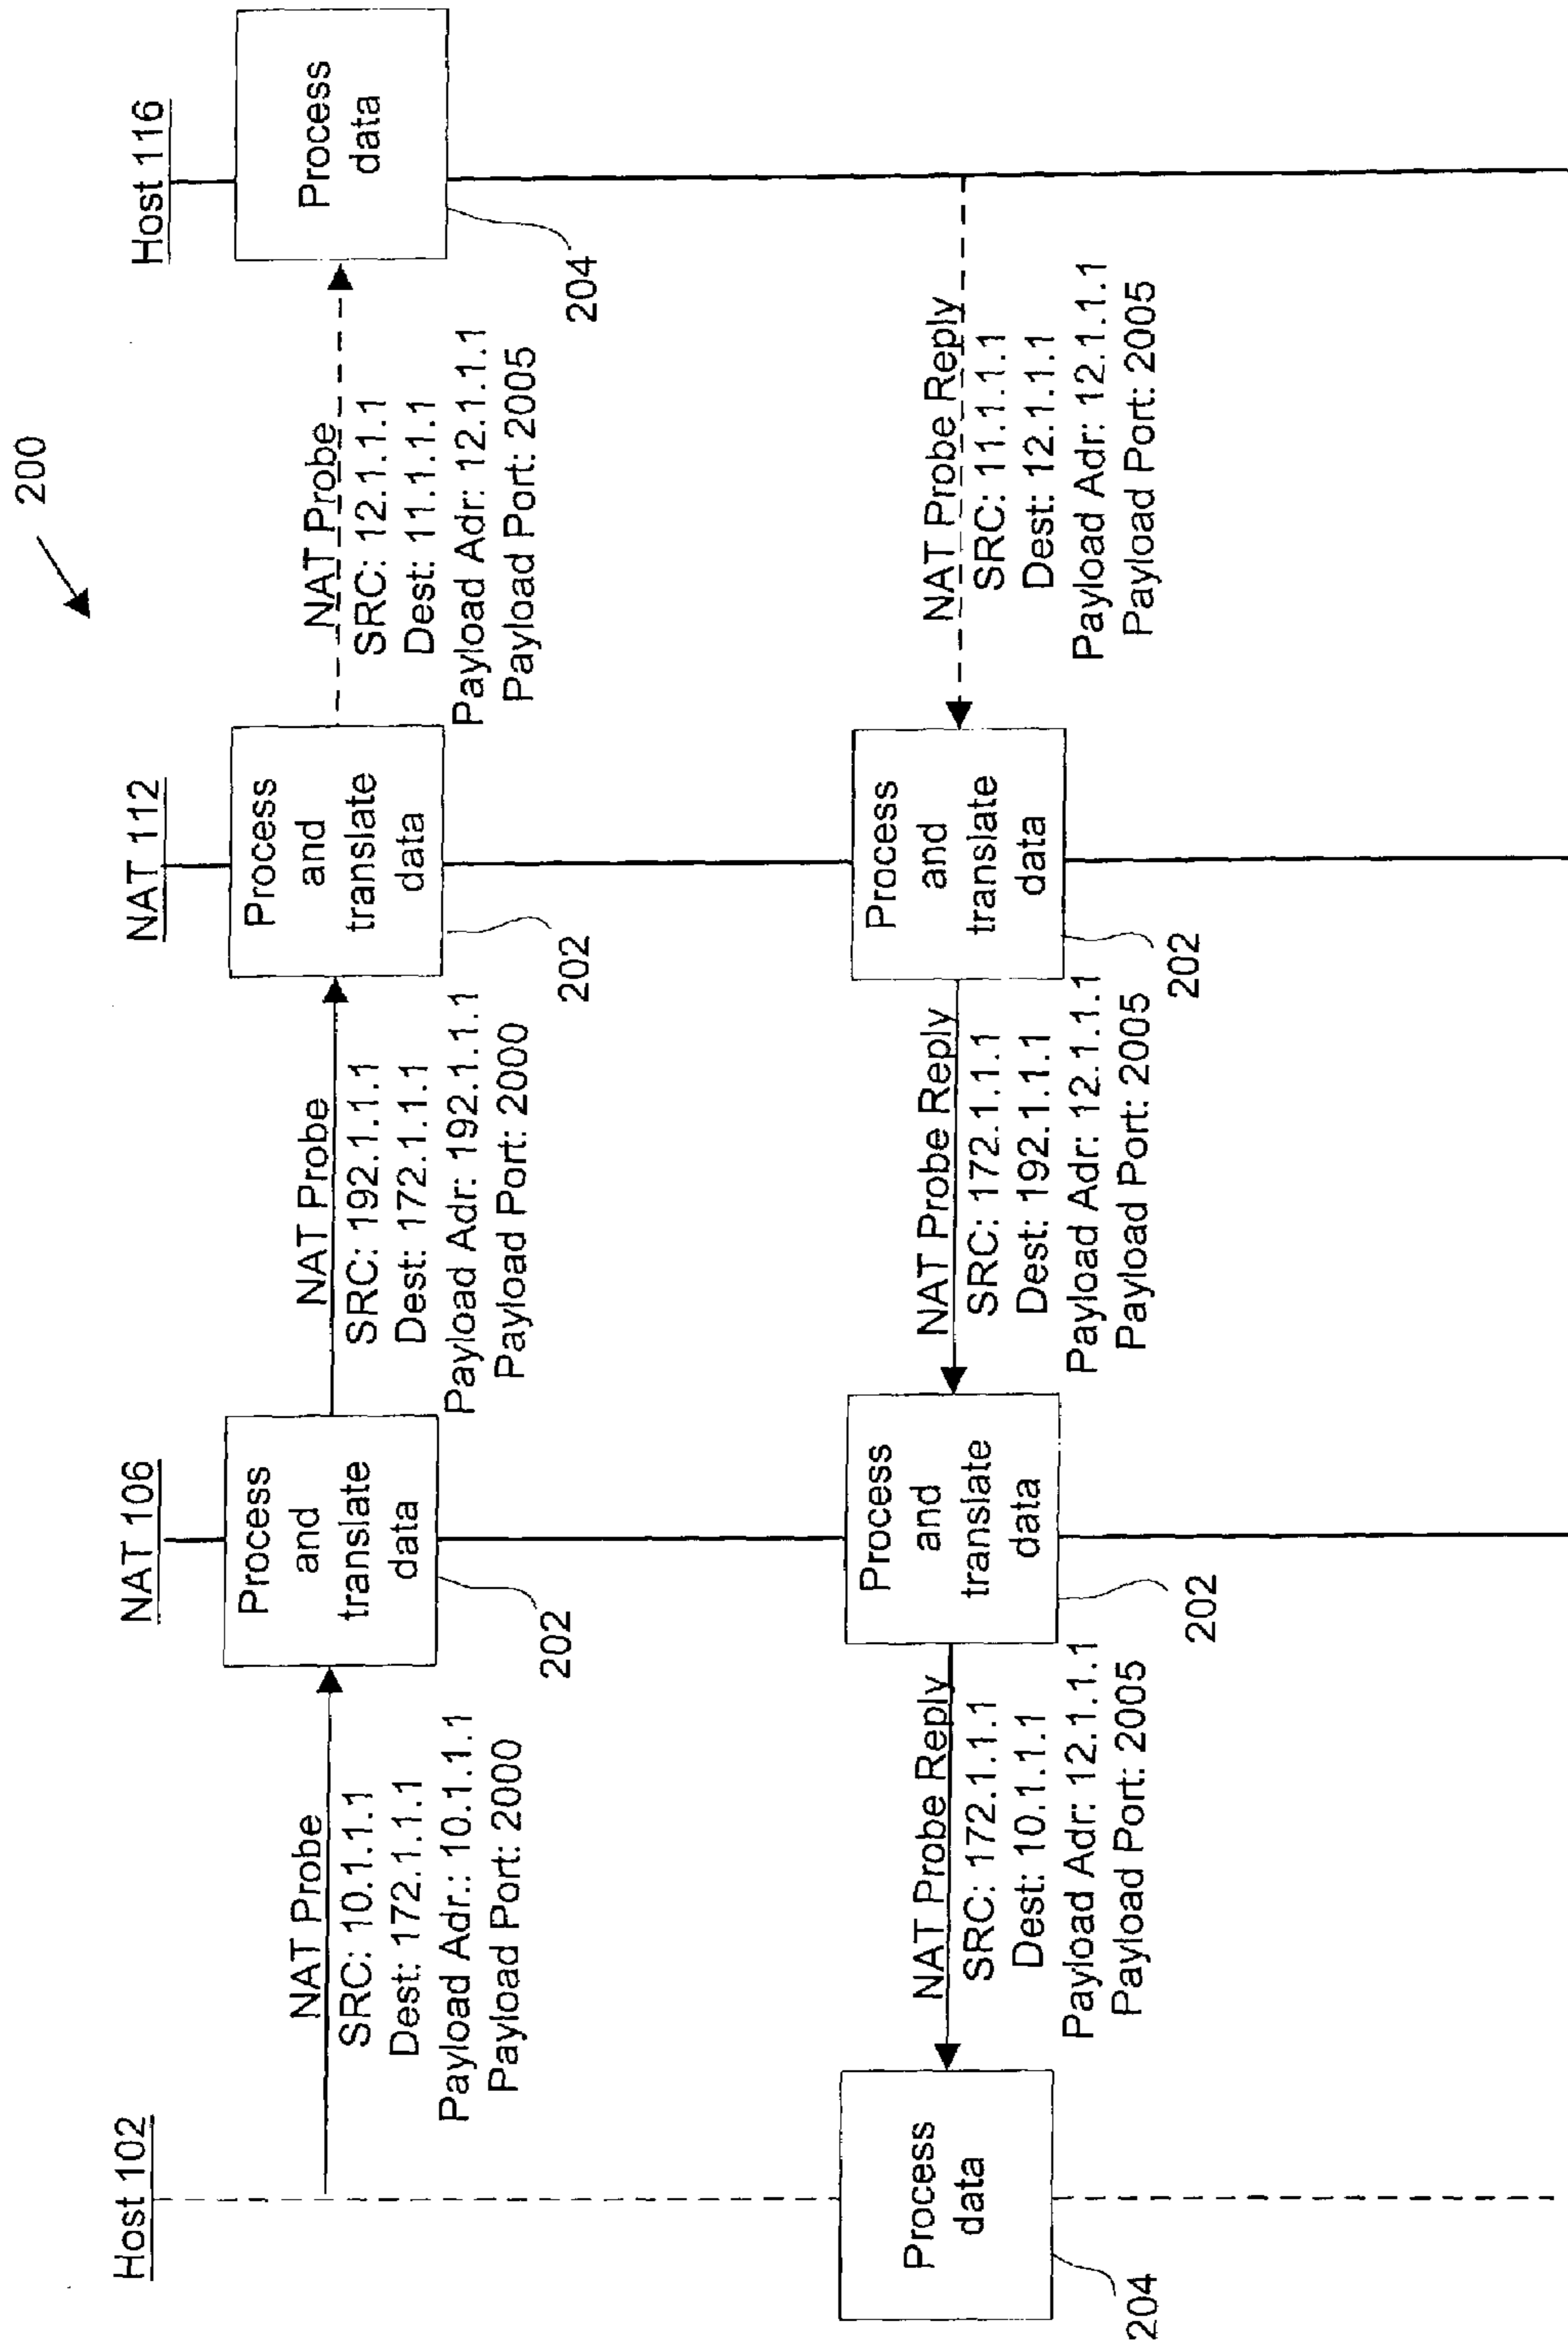 200
Host 102
NAT 106
NAT 112
Host 116
NAT Probe
SRC: 10.1.1.1
Dest: 172.1.1.1
Payload Adr.: 10.1.1.1
Payload Port: 2000
Process
and
translate
data
202
NAT Probe
SRC: 192.1.1.1
Dest: 172.1.1.1
Payload Adr: 192.1.1.1
Payload Port: 2000
Process
and
translate
data
202
NAT Probe
SRC: 12.1.1.1
Dest: 11.1.1.1
Payload Adr: 12.1.1.1
Payload Port: 2005
Process
data
204
Process
data
204
NAT Probe Reply
SRC: 172.1.1.1
Dest: 10.1.1.1
Payload Adr: 12.1.1.1
Payload Port: 2005
Process
and
translate
data
202
NAT Probe Reply
SRC: 172.1.1.1
Dest: 192.1.1.1
Payload Adr: 12.1.1.1
Payload Port: 2005
Process
and
translate
data
202
NAT Probe Reply
SRC: 11.1.1.1
Dest: 12.1.1.1
Payload Adr: 12.1.1.1
Payload Port: 2005